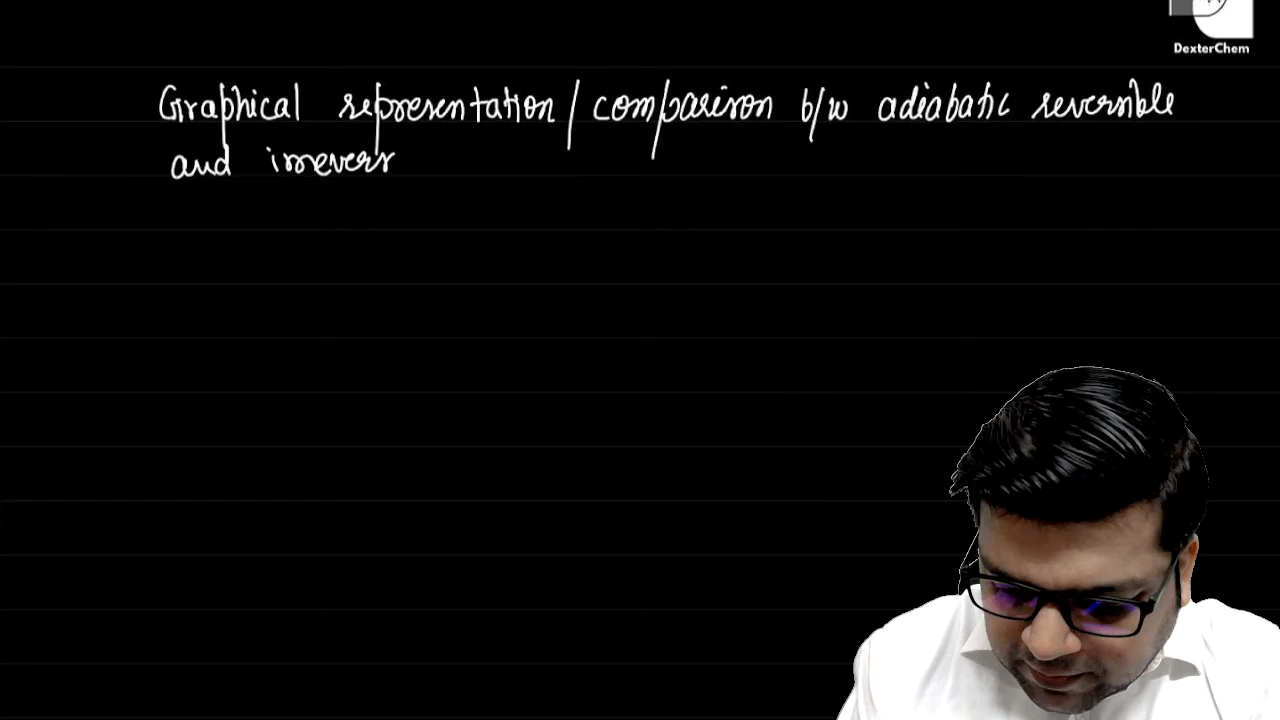 DexterChem
Graphical representation/comparison b/w adiabatic reversible
and irrevers